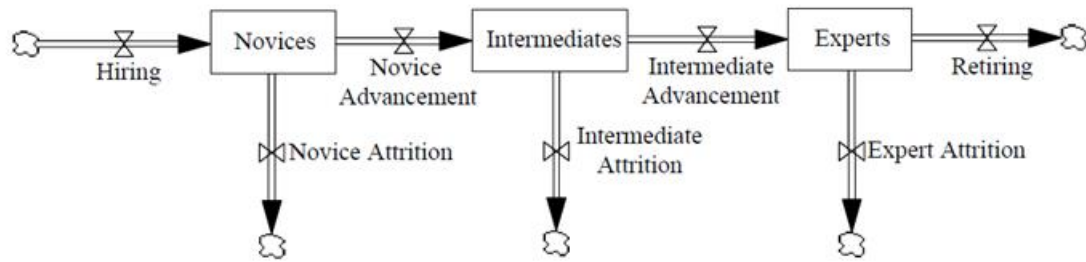 Novices
Intermediates
Experts
Hiring
Novice
Advancement
Intermediate
Advancement
Retiring
Novice Attrition
Intermediate
Attrition
Expert Attrition